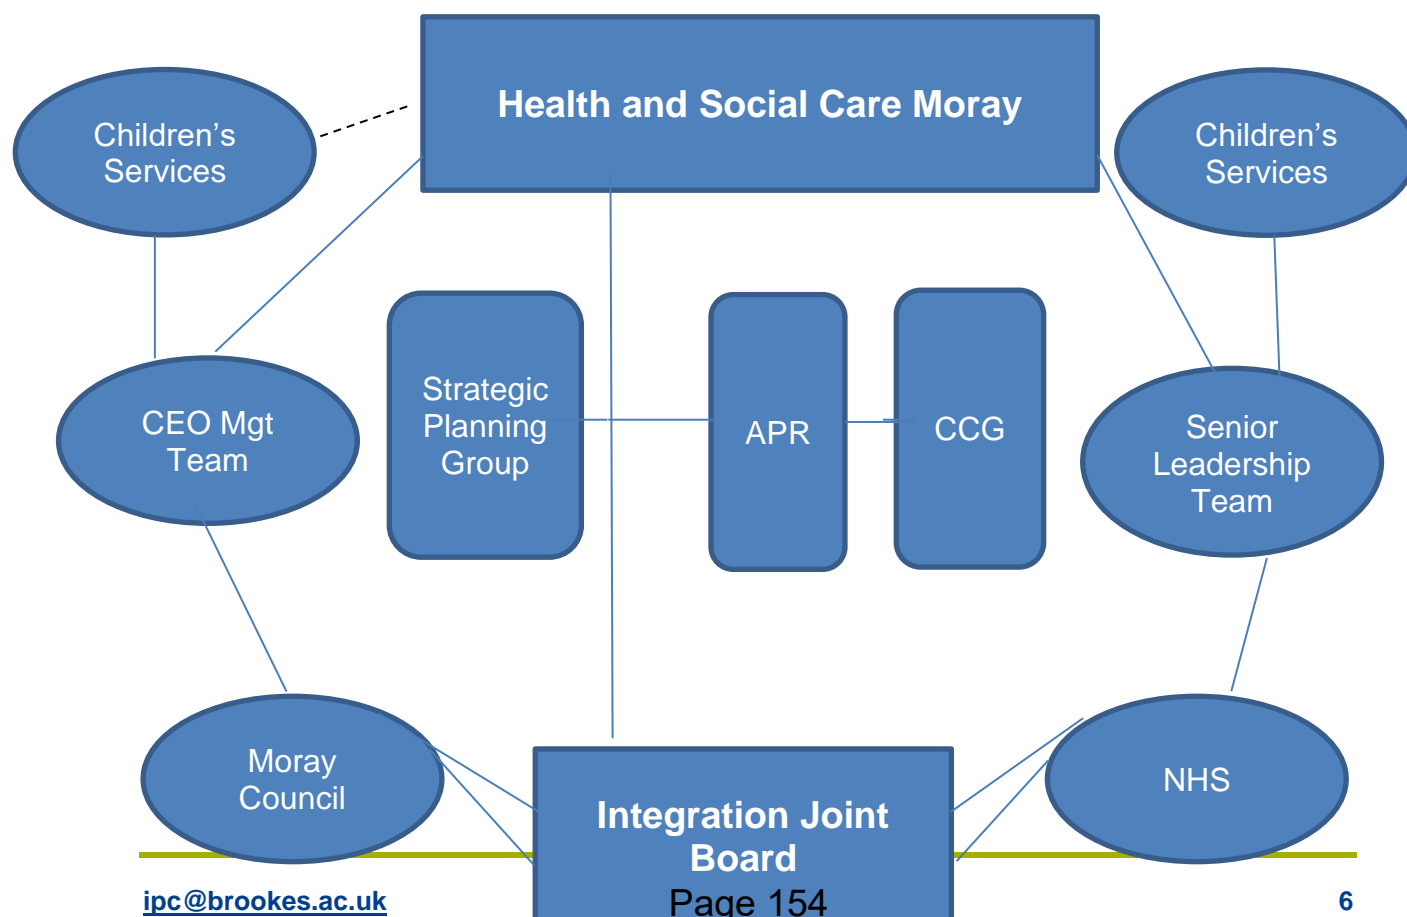 Health and Social Care Moray
Children’s
Services
Children’s
Services
Strategic
Planning
Group
APR
CCG
CEO Mgt
Team
Senior
Leadership
Team
Moray
Council
Integration Joint
Board
NHS
ipc@brookes.ac.uk
Page 154
6